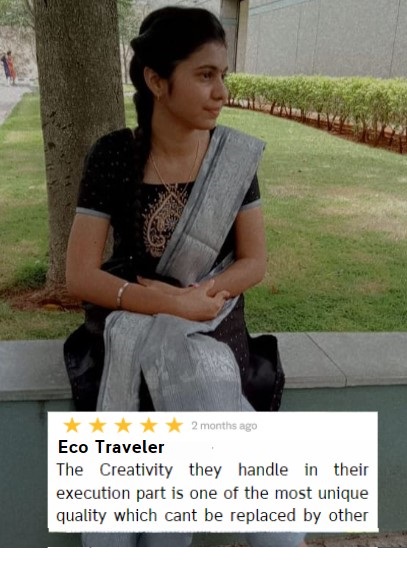 2 months ago
Eco Traveler
The Creativity they handle in their
execution part is one of the most unique
quality which cant be replaced by other